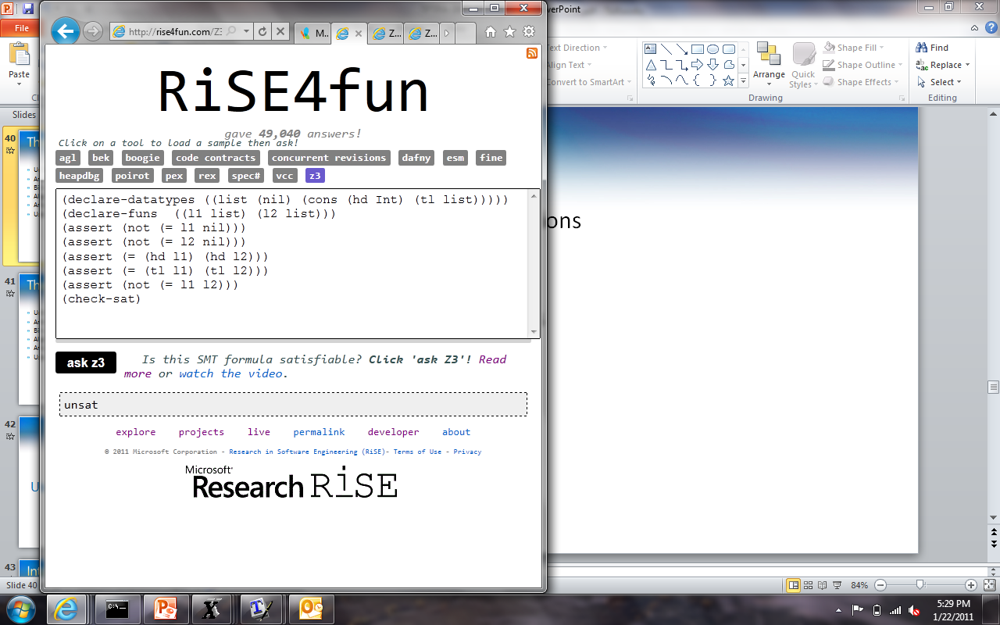 werPoint
File
http://rise4fun.com/Z3
M...
Z...
Z...
Paste
Slides
RiSE4fun
gave 49,040 answers!
Click on a tool to load a sample then ask!
agl bek boogie code contracts concurrent revisions dafny esm fine
heapdbg poirot pex rex spec# vcc z3
(declare-datatypes ((list (nil) (cons (hd Int) (tl list)))))
(declare-funs  ((l1 list) (l2 list)))
(assert (not (= l1 nil)))
(assert (not (= l2 nil)))
(assert (= (hd l1) (hd l2)))
(assert (= (tl l1) (tl l2)))
(assert (not (= l1 l2)))
(check-sat)
ask z3
Is this SMT formula satisfiable? Click 'ask Z3'! Read
more or watch the video.
unsat
explore projects live permalink developer about
© 2011 Microsoft Corporation - Research in Software Engineering (RiSE)- Terms of Use - Privacy
Microsoft®
Research RiSE
Text Direction
Align Text
Convert to SmartArt
Arrange
Quick
Styles
Shape Fill
Shape Outline
Shape Effects
Drawing
Find
Replace
Select
Editing
ons
40
Th
41
Th
42
43
Int
Slide 40
84%
C:\-
5:29 PM
1/22/2011